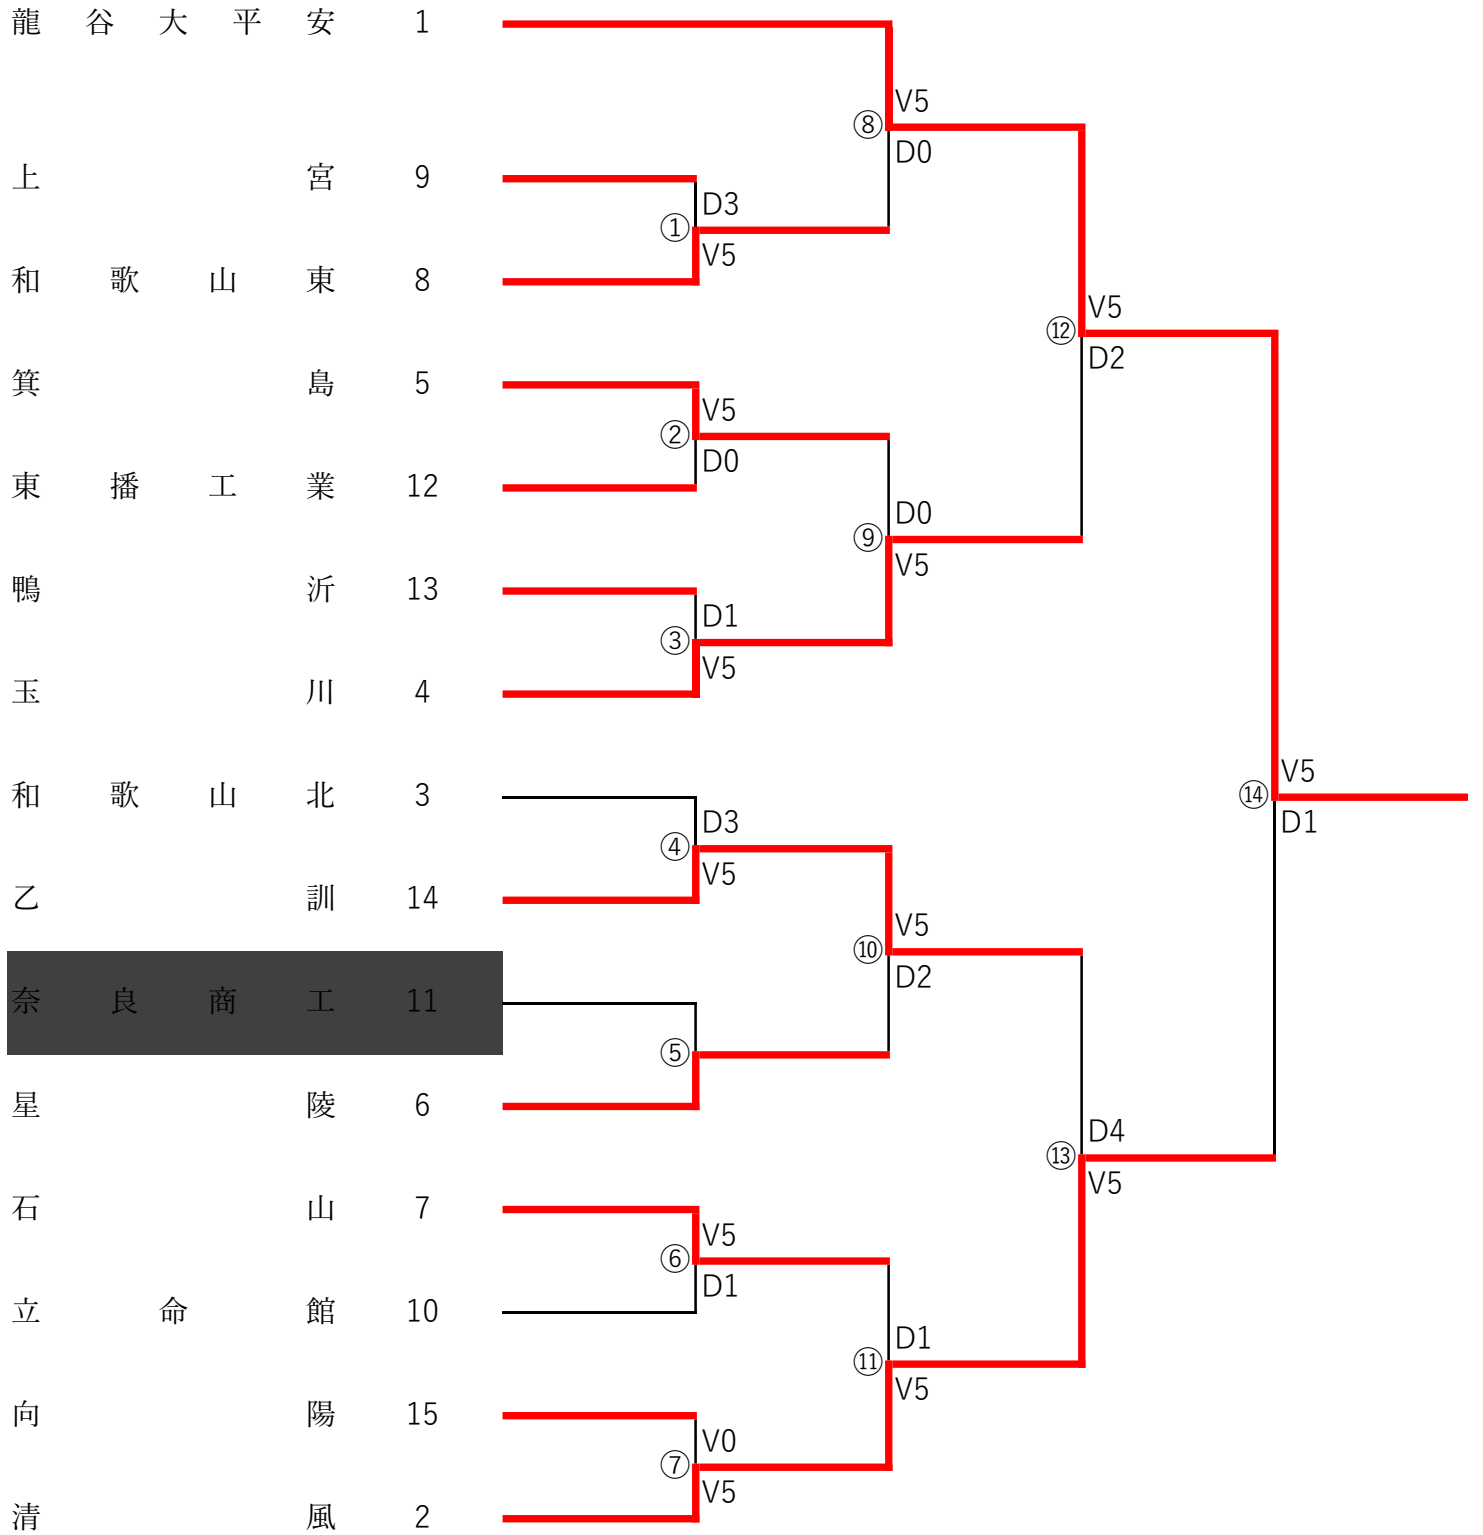 龍谷大平安 1
V5
⑧
D0
上宮 9
D3
①
V5
和歌山東 8
V5
⑫
D2
箕島 5
V5
②
D0
東播工業 12
D0
⑨
V5
鴨沂 13
D1
③
V5
玉川 4
V5
⑭
D1
和歌山北 3
D3
④
V5
乙訓 14
V5
⑩
D2
奈良商工 11
⑤
星陵 6
D4
⑬
V5
石山 7
V5
⑥
D1
立命館 10
D1
⑪
V5
向陽 15
V0
⑦
V5
清風 2